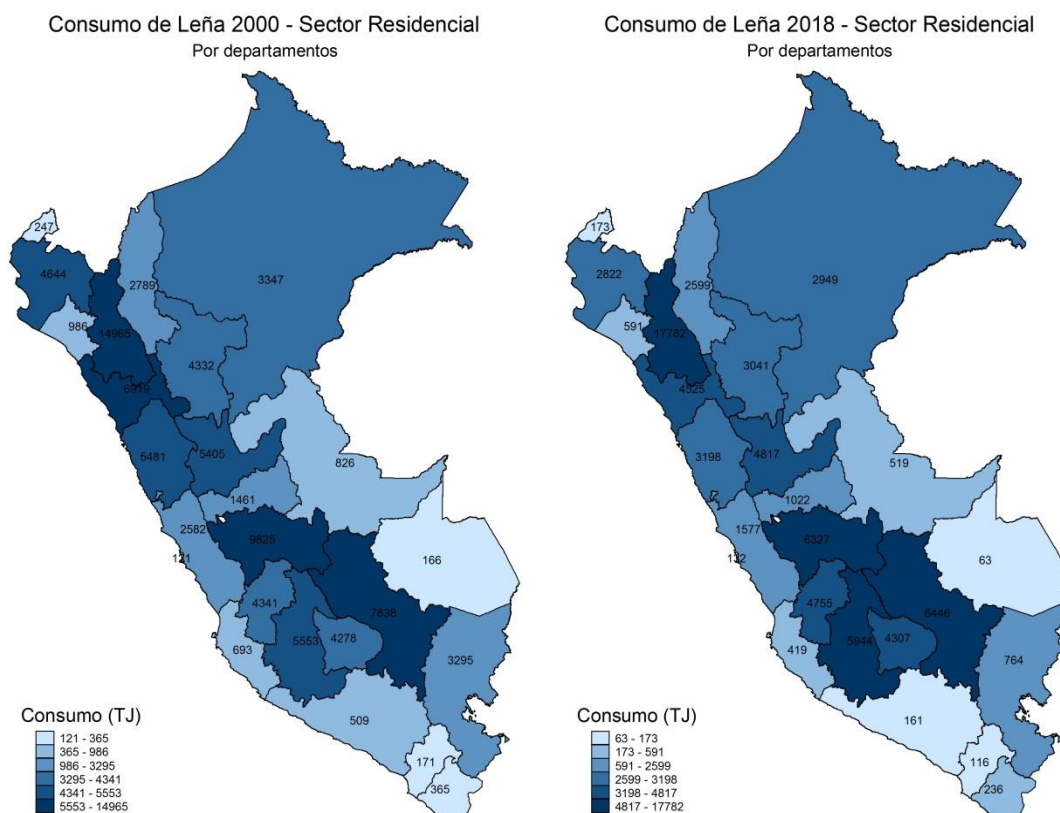 Consumo de Leña 2000 - Sector Residencial
Por departamentos
247
4644
2789
3347
986
14965
4332
6919
5481
5405
826
1461
2582
121
9825
166
4341
7838
693
5553
4278
3295
509
171
365
Consumo (TJ)
121 - 365
365 - 986
986 - 3295
3295 - 4341
4341 - 5553
5553 - 14965
Consumo de Leña 2018 - Sector Residencial
Por departamentos
173
2822
2599
2949
591
17782
3041
4525
3198
4817
519
1022
1577
132
6327
63
4755
6446
419
5944
4307
764
161
116
236
Consumo (TJ)
63 - 173
173 - 591
591 - 2599
2599 - 3198
3198 - 4817
4817 - 17782